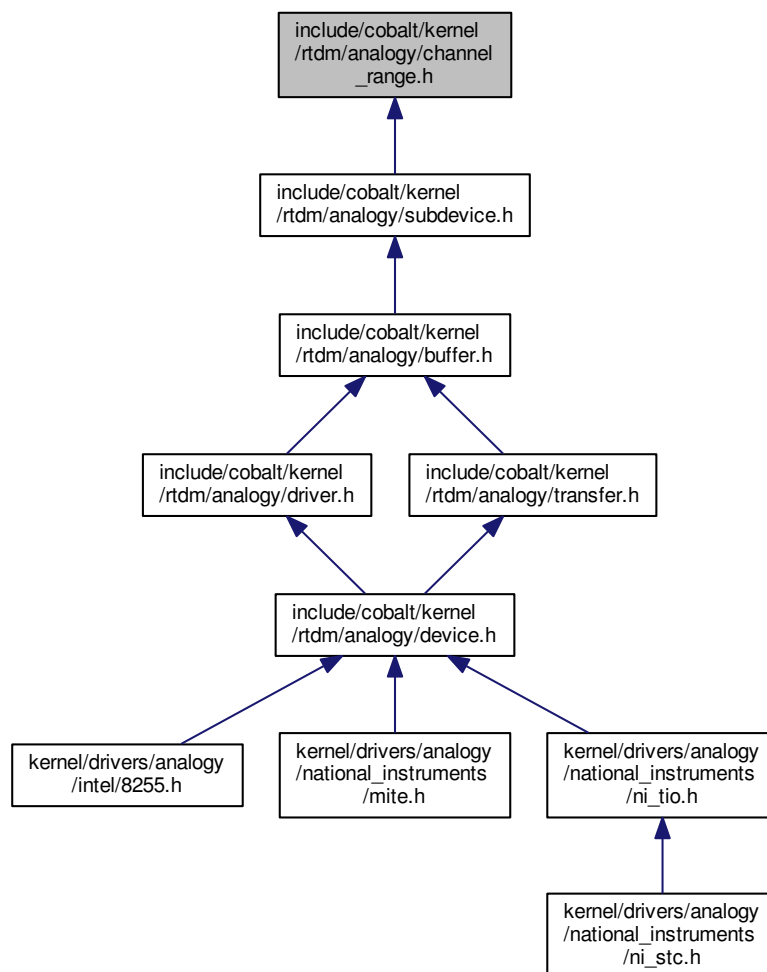 include/cobalt/kernel
/rtdm/analogy/channel
_range.h
include/cobalt/kernel
/rtdm/analogy/subdevice.h
include/cobalt/kernel
/rtdm/analogy/buffer.h
include/cobalt/kernel
/rtdm/analogy/driver.h
include/cobalt/kernel
/rtdm/analogy/transfer.h
include/cobalt/kernel
/rtdm/analogy/device.h
kernel/drivers/analogy
/intel/8255.h
kernel/drivers/analogy
/national_instruments
/mite.h
kernel/drivers/analogy
/national_instruments
/ni_tio.h
kernel/drivers/analogy
/national_instruments
/ni_stc.h